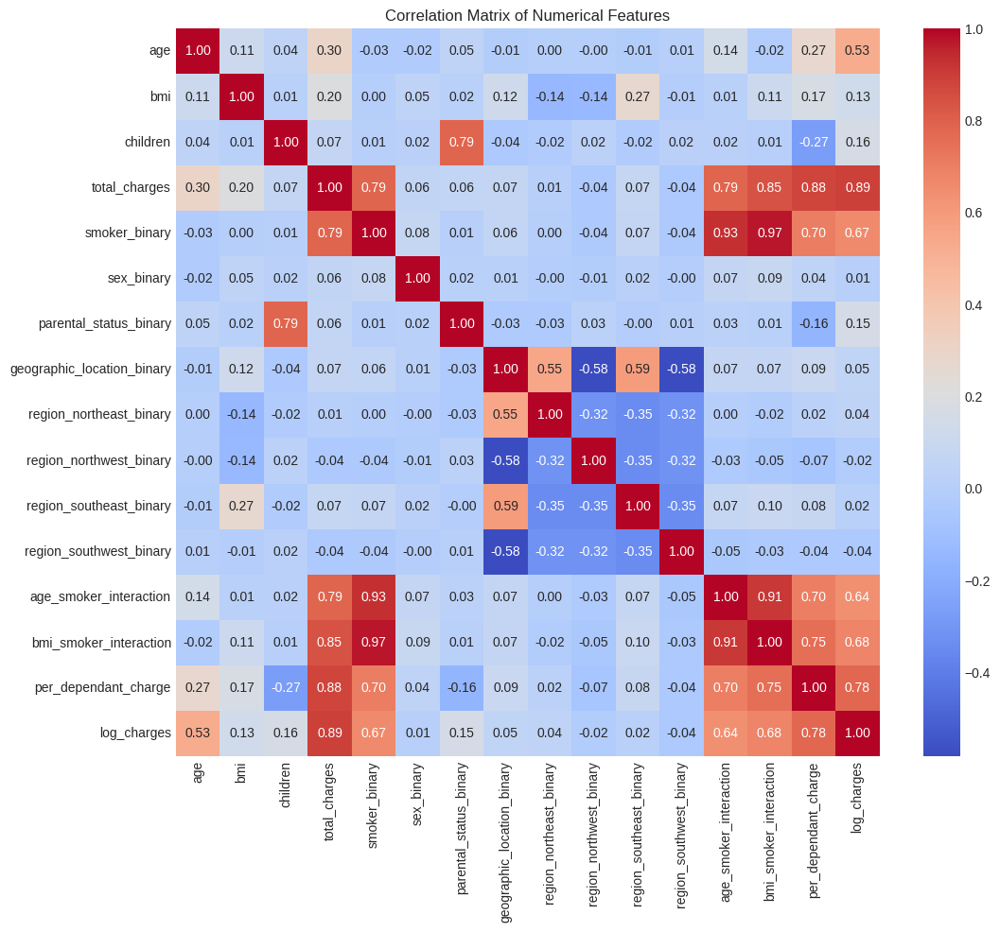 Correlation Matrix of Numerical Features
age 1.00 0.11 0.04 0.30 -0.03 -0.02 0.05 -0.01 0.00 -0.00 -0.01 0.01 0.14 -0.02 0.27 0.53
bmi 0.11 1.00 0.01 0.20 0.00 0.05 0.02 0.12 -0.14 -0.14 0.27 -0.01 0.01 0.11 0.17 0.13
children 0.04 0.01 1.00 0.07 0.01 0.02 0.79 -0.04 -0.02 0.02 -0.02 0.02 0.02 0.01 -0.27 0.16
total_charges 0.30 0.20 0.07 1.00 0.79 0.06 0.06 0.07 0.01 -0.04 0.07 -0.04 0.79 0.85 0.88 0.89
smoker_binary -0.03 0.00 0.01 0.79 1.00 0.08 0.01 0.06 0.00 -0.04 0.07 -0.04 0.93 0.97 0.70 0.67
sex_binary -0.02 0.05 0.02 0.06 0.08 1.00 0.02 0.01 -0.00 -0.01 0.02 -0.00 0.07 0.09 0.04 0.01
parental_status_binary 0.05 0.02 0.79 0.06 0.01 0.02 1.00 -0.03 -0.03 0.03 -0.00 0.01 0.03 0.01 -0.16 0.15
geographic_location_binary -0.01 0.12 -0.04 0.07 0.06 0.01 -0.03 1.00 0.55 -0.58 0.59 -0.58 0.07 0.07 0.09 0.05
region_northeast_binary 0.00 -0.14 -0.02 0.01 0.00 -0.00 -0.03 0.55 1.00 -0.32 -0.35 -0.32 0.00 -0.02 0.02 0.04
region_northwest_binary -0.00 -0.14 0.02 -0.04 -0.04 -0.01 0.03 -0.58 -0.32 1.00 -0.35 -0.32 -0.03 -0.05 -0.07 -0.02
region_southeast_binary -0.01 0.27 -0.02 0.07 0.07 0.02 -0.00 0.59 -0.35 -0.35 1.00 -0.35 0.07 0.10 0.08 0.02
region_southwest_binary 0.01 -0.01 0.02 -0.04 -0.04 -0.00 0.01 -0.58 -0.32 -0.32 -0.35 1.00 -0.05 -0.03 -0.04 -0.04
age_smoker_interaction 0.14 0.01 0.02 0.79 0.93 0.07 0.03 0.07 0.00 -0.03 0.07 -0.05 1.00 0.91 0.70 0.64
bmi_smoker_interaction -0.02 0.11 0.01 0.85 0.97 0.09 0.01 0.07 -0.02 -0.05 0.10 -0.03 0.91 1.00 0.75 0.68
per_dependant_charge 0.27 0.17 -0.27 0.88 0.70 0.04 -0.16 0.09 0.02 -0.07 0.08 -0.04 0.70 0.75 1.00 0.78
log_charges 0.53 0.13 0.16 0.89 0.67 0.01 0.15 0.05 0.04 -0.02 0.02 -0.04 0.64 0.68 0.78 1.00
age
bmi
children
total_charges
smoker_binary
sex_binary
parental_status_binary
geographic_location_binary
region_northeast_binary
region_northwest_binary
region_southeast_binary
region_southwest_binary
age_smoker_interaction
bmi_smoker_interaction
per_dependant_charge
log_charges
1.0
0.8
0.6
0.4
0.2
0.0
−0.2
−0.4